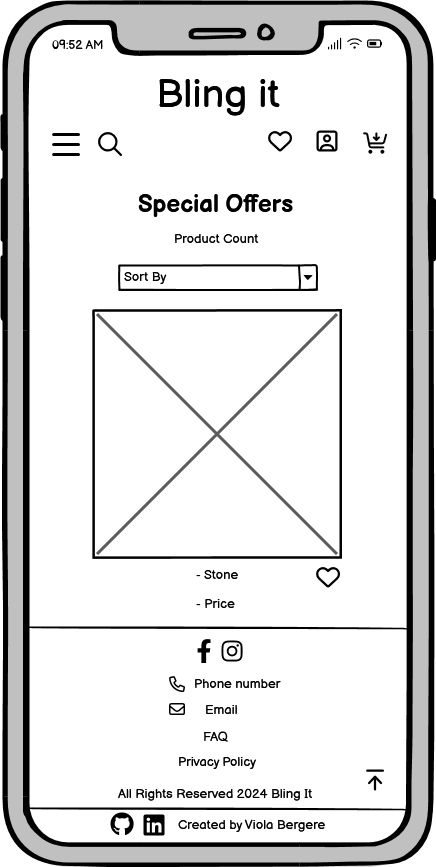 09:52 AM
Bling it
Special Offers
Product Count
Sort By
- Stone
- Price
Phone number
Email
FAQ
Privacy Policy
All Rights Reserved 2024 Bling It
Created by Viola Bergere